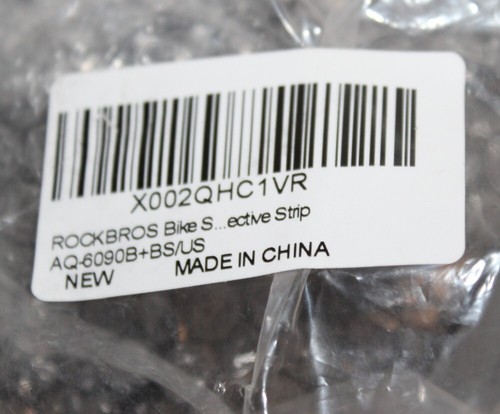 X002QHC1VR
ROCKBROS Bike S...ective Strip
AQ-6090B+BS/US
NEW MADE IN CHINA